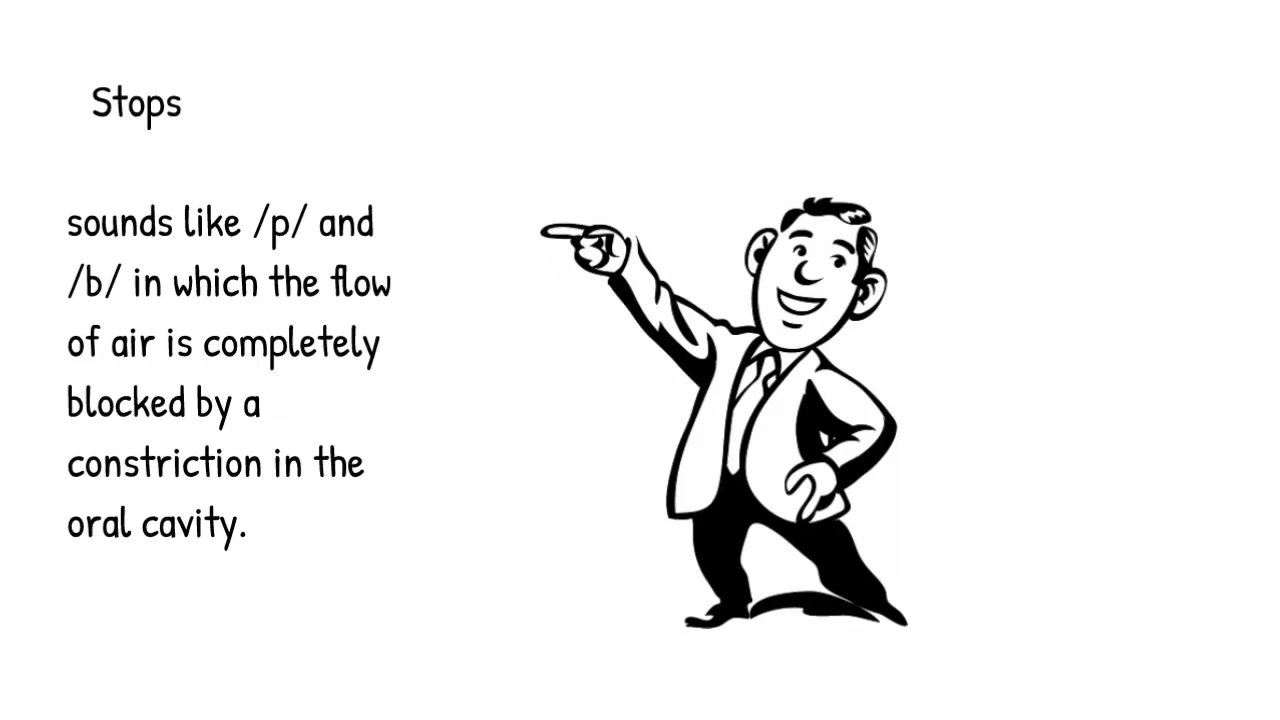 Stops
sounds like /p/ and
/b/ in which the flow
of air is completely
blocked by a
constriction in the
oral cavity.